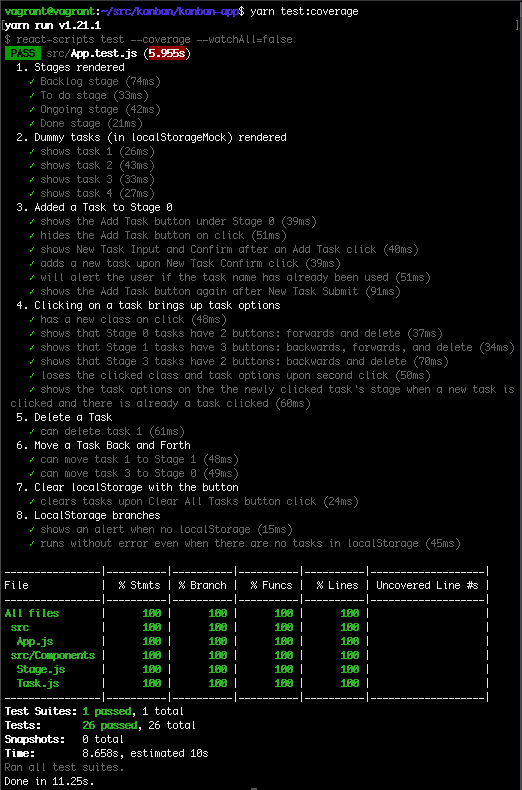 vagrant@vagrant:~/src/kanban/kanban-app$ yarn test:coverage
[yarn run v1.21.1 ]
$ react-scripts test --coverage --watchAll=false
PASS src/App.test.js (5.955s)
1. Stages rendered
✓ Backlog stage (74ms)
✓ To do stage (33ms)
✓ Ongoing stage (42ms)
✓ Done stage (21ms)
2. Dummy tasks (in localStorageMock) rendered
✓ shows task 1 (26ms)
✓ shows task 2 (43ms)
✓ shows task 3 (33ms)
✓ shows task 4 (27ms)
3. Added a Task to Stage 0
✓ shows the Add Task button under Stage 0 (39ms)
✓ hides the Add Task button on click (51ms)
✓ shows New Task Input and Confirm after an Add Task click (40ms)
✓ adds a new task upon New Task Confirm click (39ms)
✓ will alert the user if the task name has already been used (51ms)
✓ shows the Add Task button again after New Task Submit (91ms)
4. Clicking on a task brings up task options
✓ has a new class on click (48ms)
✓ shows that Stage 0 tasks have 2 buttons: forwards and delete (37ms)
✓ shows that Stage 1 tasks have 3 buttons: backwards, forwards, and delete (34ms)
✓ shows that Stage 3 tasks have 2 buttons: backwards and delete (70ms)
✓ loses the clicked class and task options upon second click (50ms)
✓ shows the task options on the the newly clicked task's stage when a new task is
clicked and there is already a task clicked (60ms)
5. Delete a Task
✓ can delete task 1 (61ms)
6. Move a Task Back and Forth
✓ can move task 1 to Stage 1 (48ms)
✓ can move task 3 to Stage 0 (49ms)
7. Clear localStorage with the button
✓ clears tasks upon Clear All Tasks button click (24ms)
8. LocalStorage branches
✓ shows an alert when no localStorage (15ms)
✓ runs without error even when there are no tasks in localStorage (45ms)
File | % Stmts | % Branch | % Funcs | % Lines | Uncovered Line #s |
All files | 100 | 100 | 100 | 100 | |
src | 100 | 100 | 100 | 100 | |
App.js | 100 | 100 | 100 | 100 | |
src/Components | 100 | 100 | 100 | 100 | |
Stage.js | 100 | 100 | 100 | 100 | |
Task.js | 100 | 100 | 100 | 100 | |
Test Suites: 1 passed, 1 total
Tests: 26 passed, 26 total
Snapshots: 0 total
Time: 8.658s, estimated 10s
Ran all test suites.
Done in 11.25s.